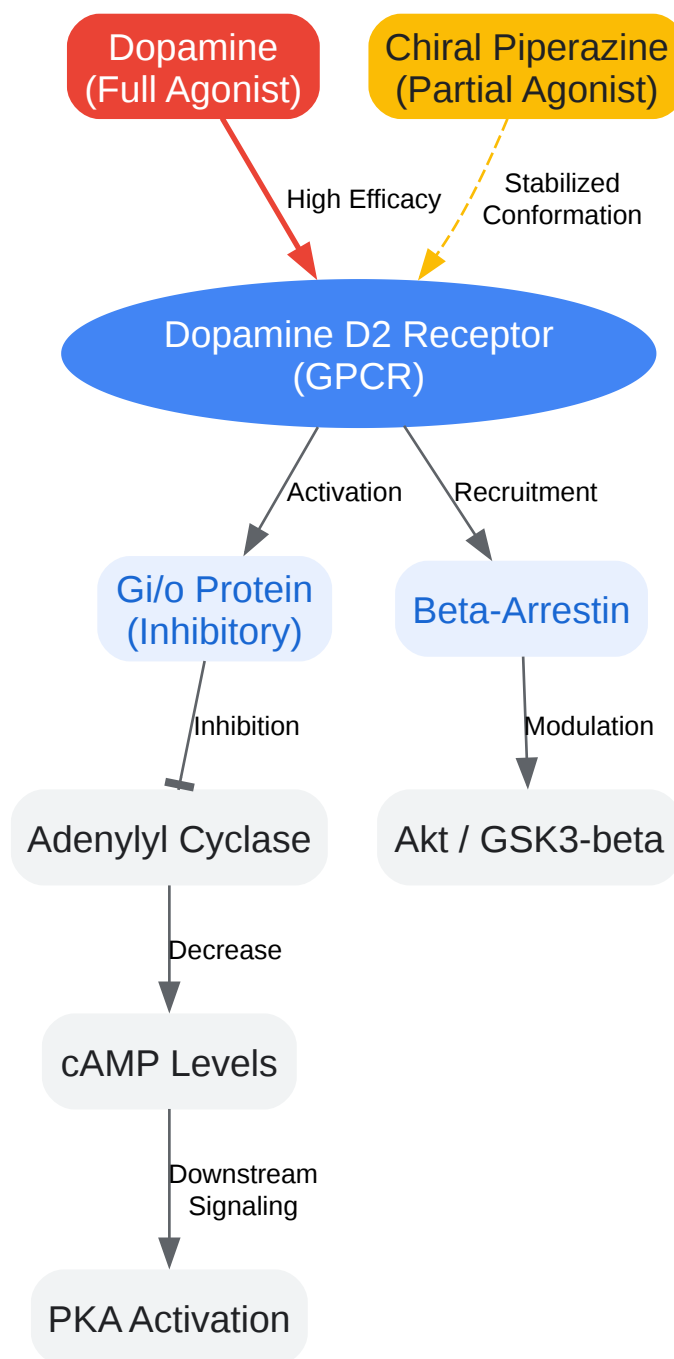 Dopamine
(Full Agonist)
Chiral Piperazine
(Partial Agonist)
High Efficacy
Stabilized
Conformation
Dopamine D2 Receptor
(GPCR)
Activation
Recruitment
Gi/o Protein
(Inhibitory)
Beta-Arrestin
Inhibition
Modulation
Adenylyl Cyclase
Akt / GSK3-beta
Decrease
cAMP Levels
Downstream
Signaling
PKA Activation